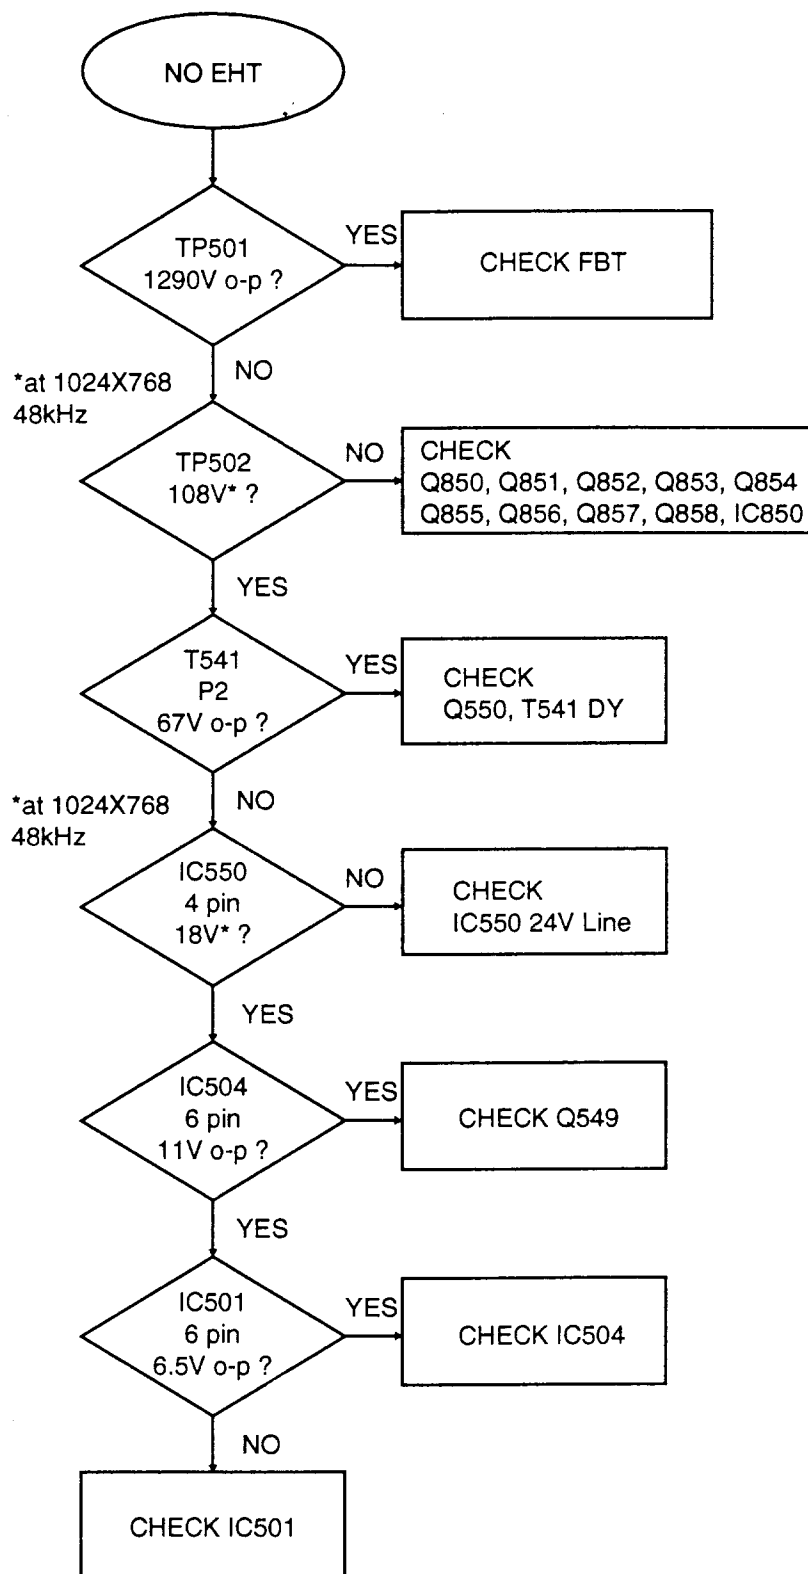 NO EHT
TP501
1290V o-p ?
YES
CHECK FBT
NO
*at 1024X768
48kHz
TP502
108V* ?
NO
CHECK
Q850, Q851, Q852, Q853, Q854
Q855, Q856, Q857, Q858, IC850
YES
T541
P2
67V o-p ?
YES
CHECK
Q550, T541 DY
NO
*at 1024X768
48kHz
IC550
4 pin
18V* ?
NO
CHECK
IC550 24V Line
YES
IC504
6 pin
11V o-p ?
YES
CHECK Q549
YES
IC501
6 pin
6.5V o-p ?
YES
CHECK IC504
NO
CHECK IC501